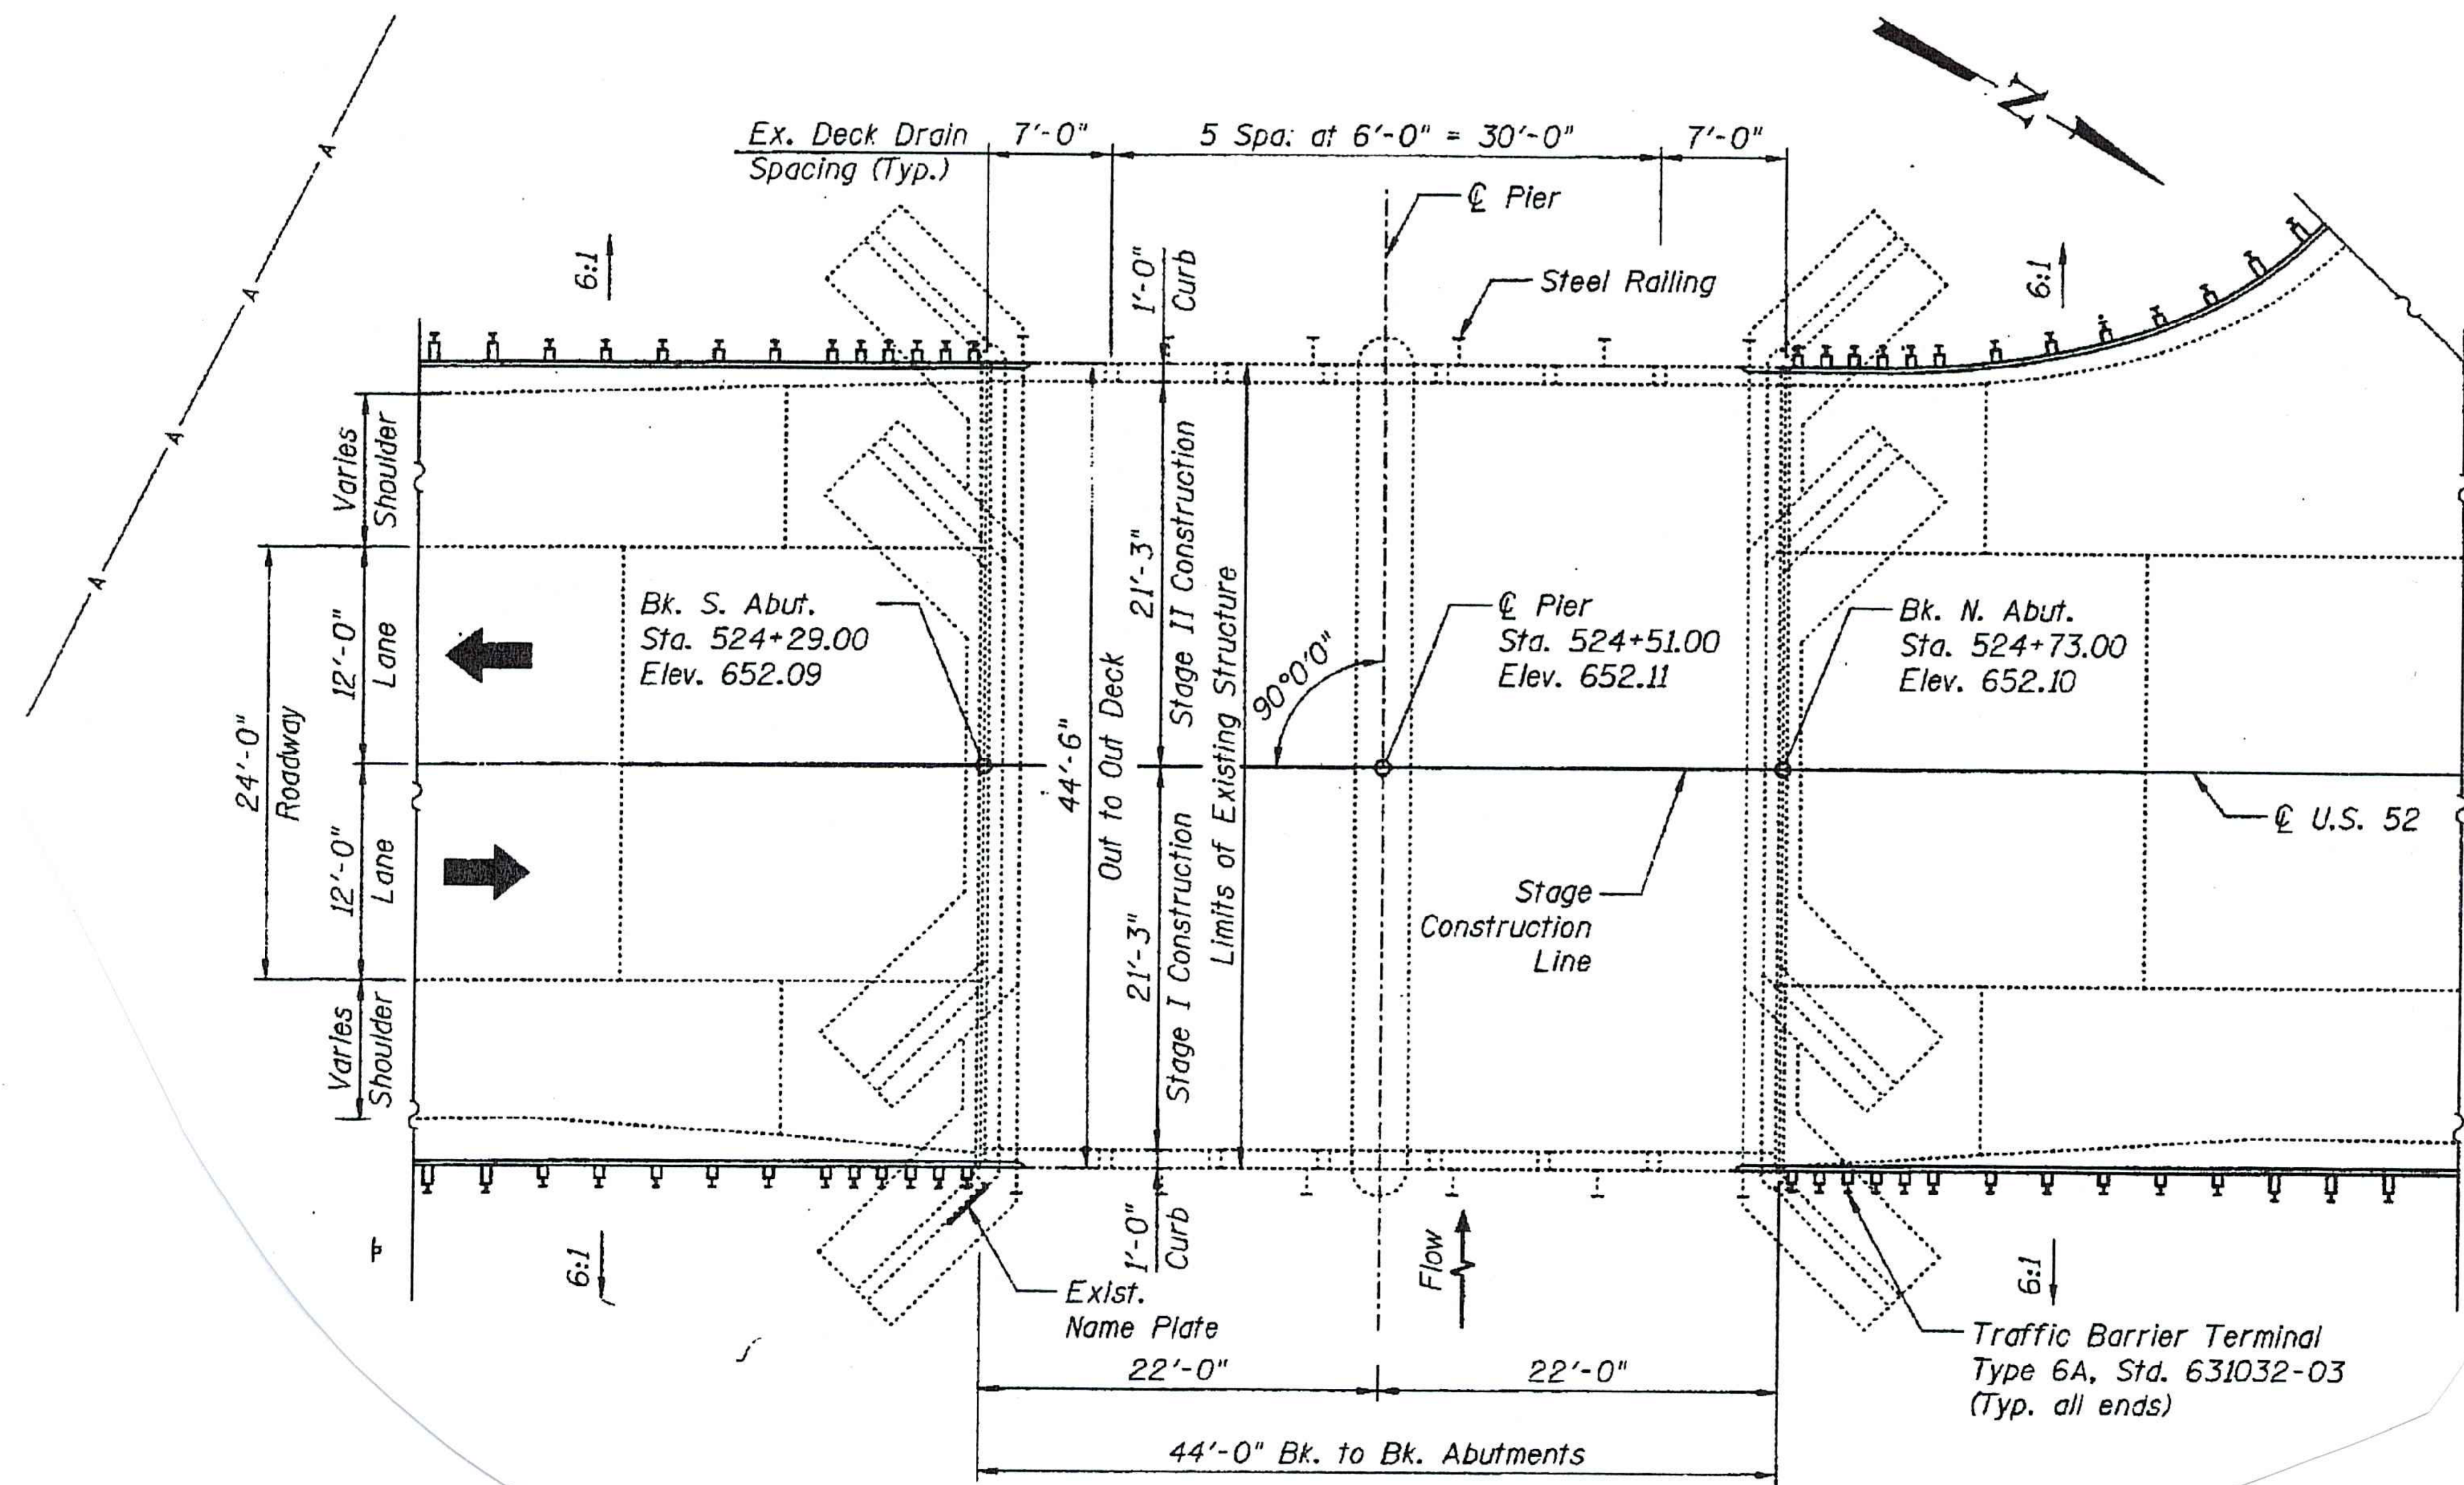 N
Ex. Deck Drain
Spacing (Typ.)
7'-0"
5 Spa. at 6'-0" = 30'-0"
7'-0"
℄ Pier
Steel Railing
1'-0"
Curb
6:1
6:1
A
A
A
A
Varies
Shoulder
12'-0"
Lane
24'-0"
Roadway
12'-0"
Lane
Varies
Shoulder
Bk. S. Abut.
Sta. 524+29.00
Elev. 652.09
44'-6"
Out to Out Deck
21'-3"
Stage II Construction
21'-3"
Stage I Construction
Limits of Existing Structure
90°0'0"
℄ Pier
Sta. 524+51.00
Elev. 652.11
Bk. N. Abut.
Sta. 524+73.00
Elev. 652.10
℄ U.S. 52
Stage
Construction
Line
6:1
Exist.
Name Plate
1'-0"
Curb
Flow
6:1
Traffic Barrier Terminal
Type 6A, Std. 631032-03
(Typ. all ends)
22'-0"
22'-0"
44'-0" Bk. to Bk. Abutments